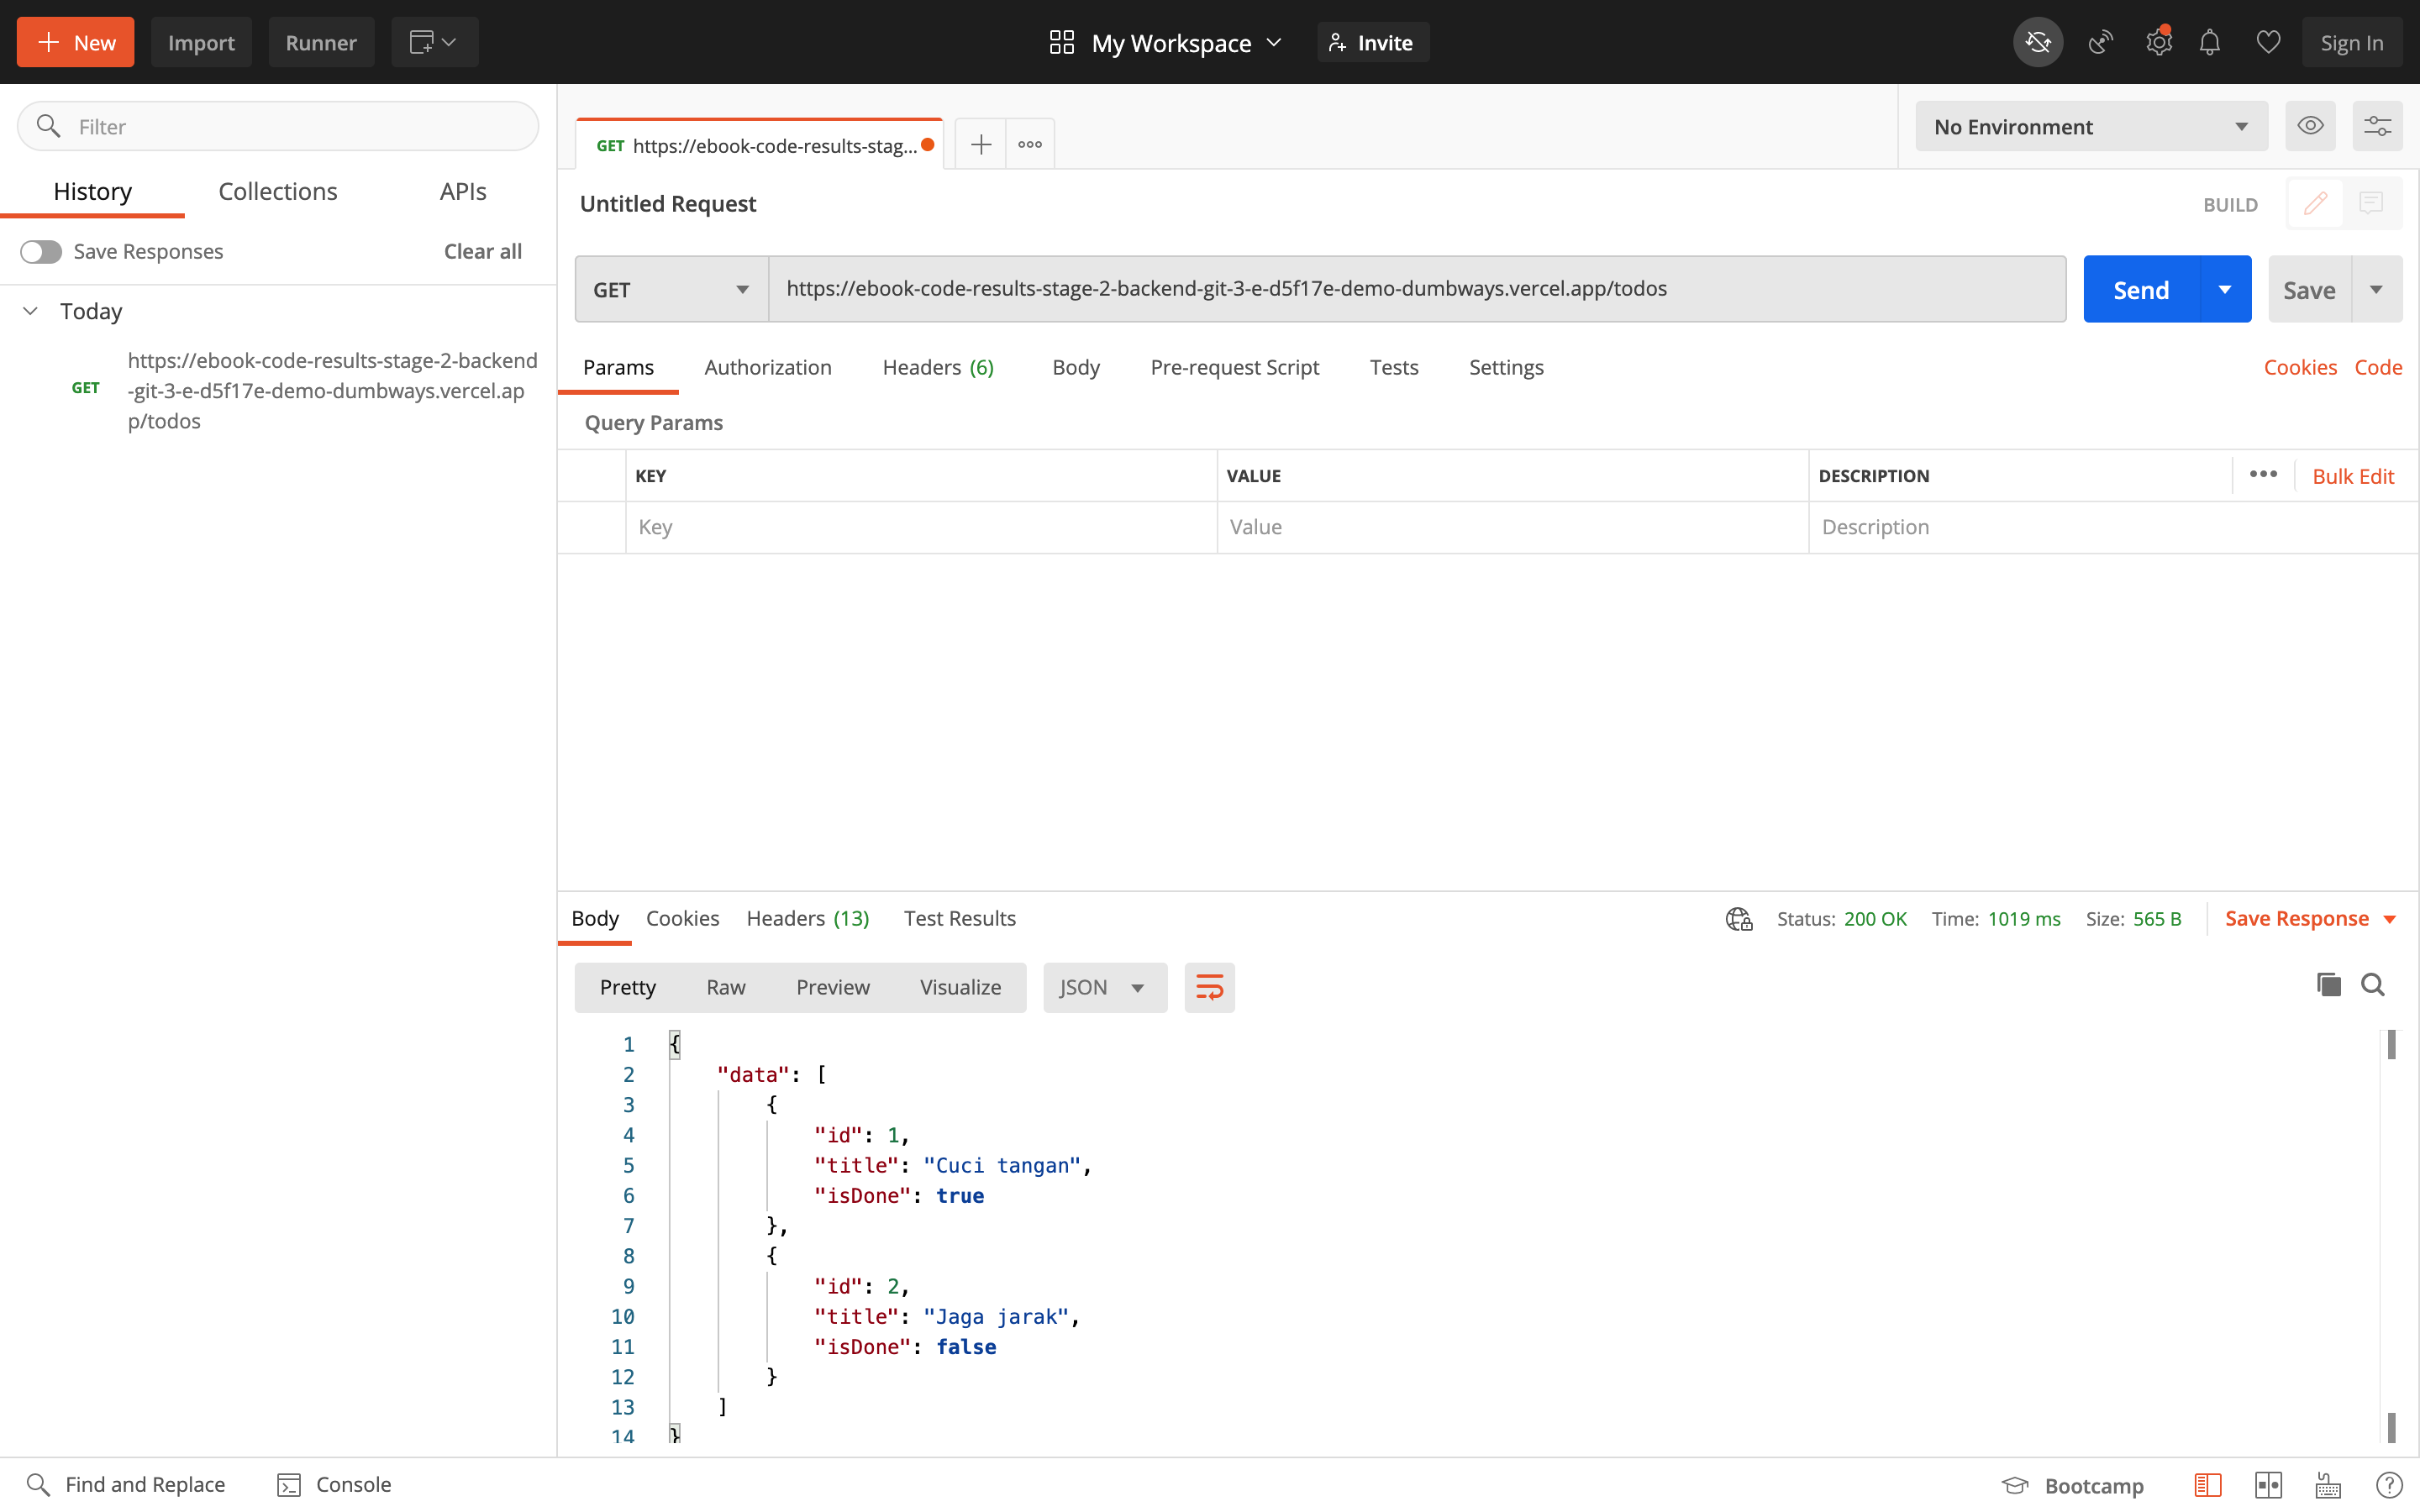 New Import Runner My Workspace Invite Sign In
Filter
GET https://ebook-code-results-stag... No Environment
History Collections APIs
Untitled Request BUILD
Save Responses Clear all
GET https://ebook-code-results-stage-2-backend-git-3-e-d5f17e-demo-dumbways.vercel.app/todos Send Save
Today
GET https://ebook-code-results-stage-2-backend
-git-3-e-d5f17e-demo-dumbways.vercel.ap
p/todos
Params Authorization Headers (6) Body Pre-request Script Tests Settings Cookies Code
Query Params
KEY VALUE DESCRIPTION Bulk Edit
Key Value Description
Body Cookies Headers (13) Test Results Status: 200 OK Time: 1019 ms Size: 565 B Save Response
Pretty Raw Preview Visualize JSON
1 {
2 "data": [
3 {
4 "id": 1,
5 "title": "Cuci tangan",
6 "isDone": true
7 },
8 {
9 "id": 2,
10 "title": "Jaga jarak",
11 "isDone": false
12 }
13 ]
14 }
Find and Replace Console Bootcamp